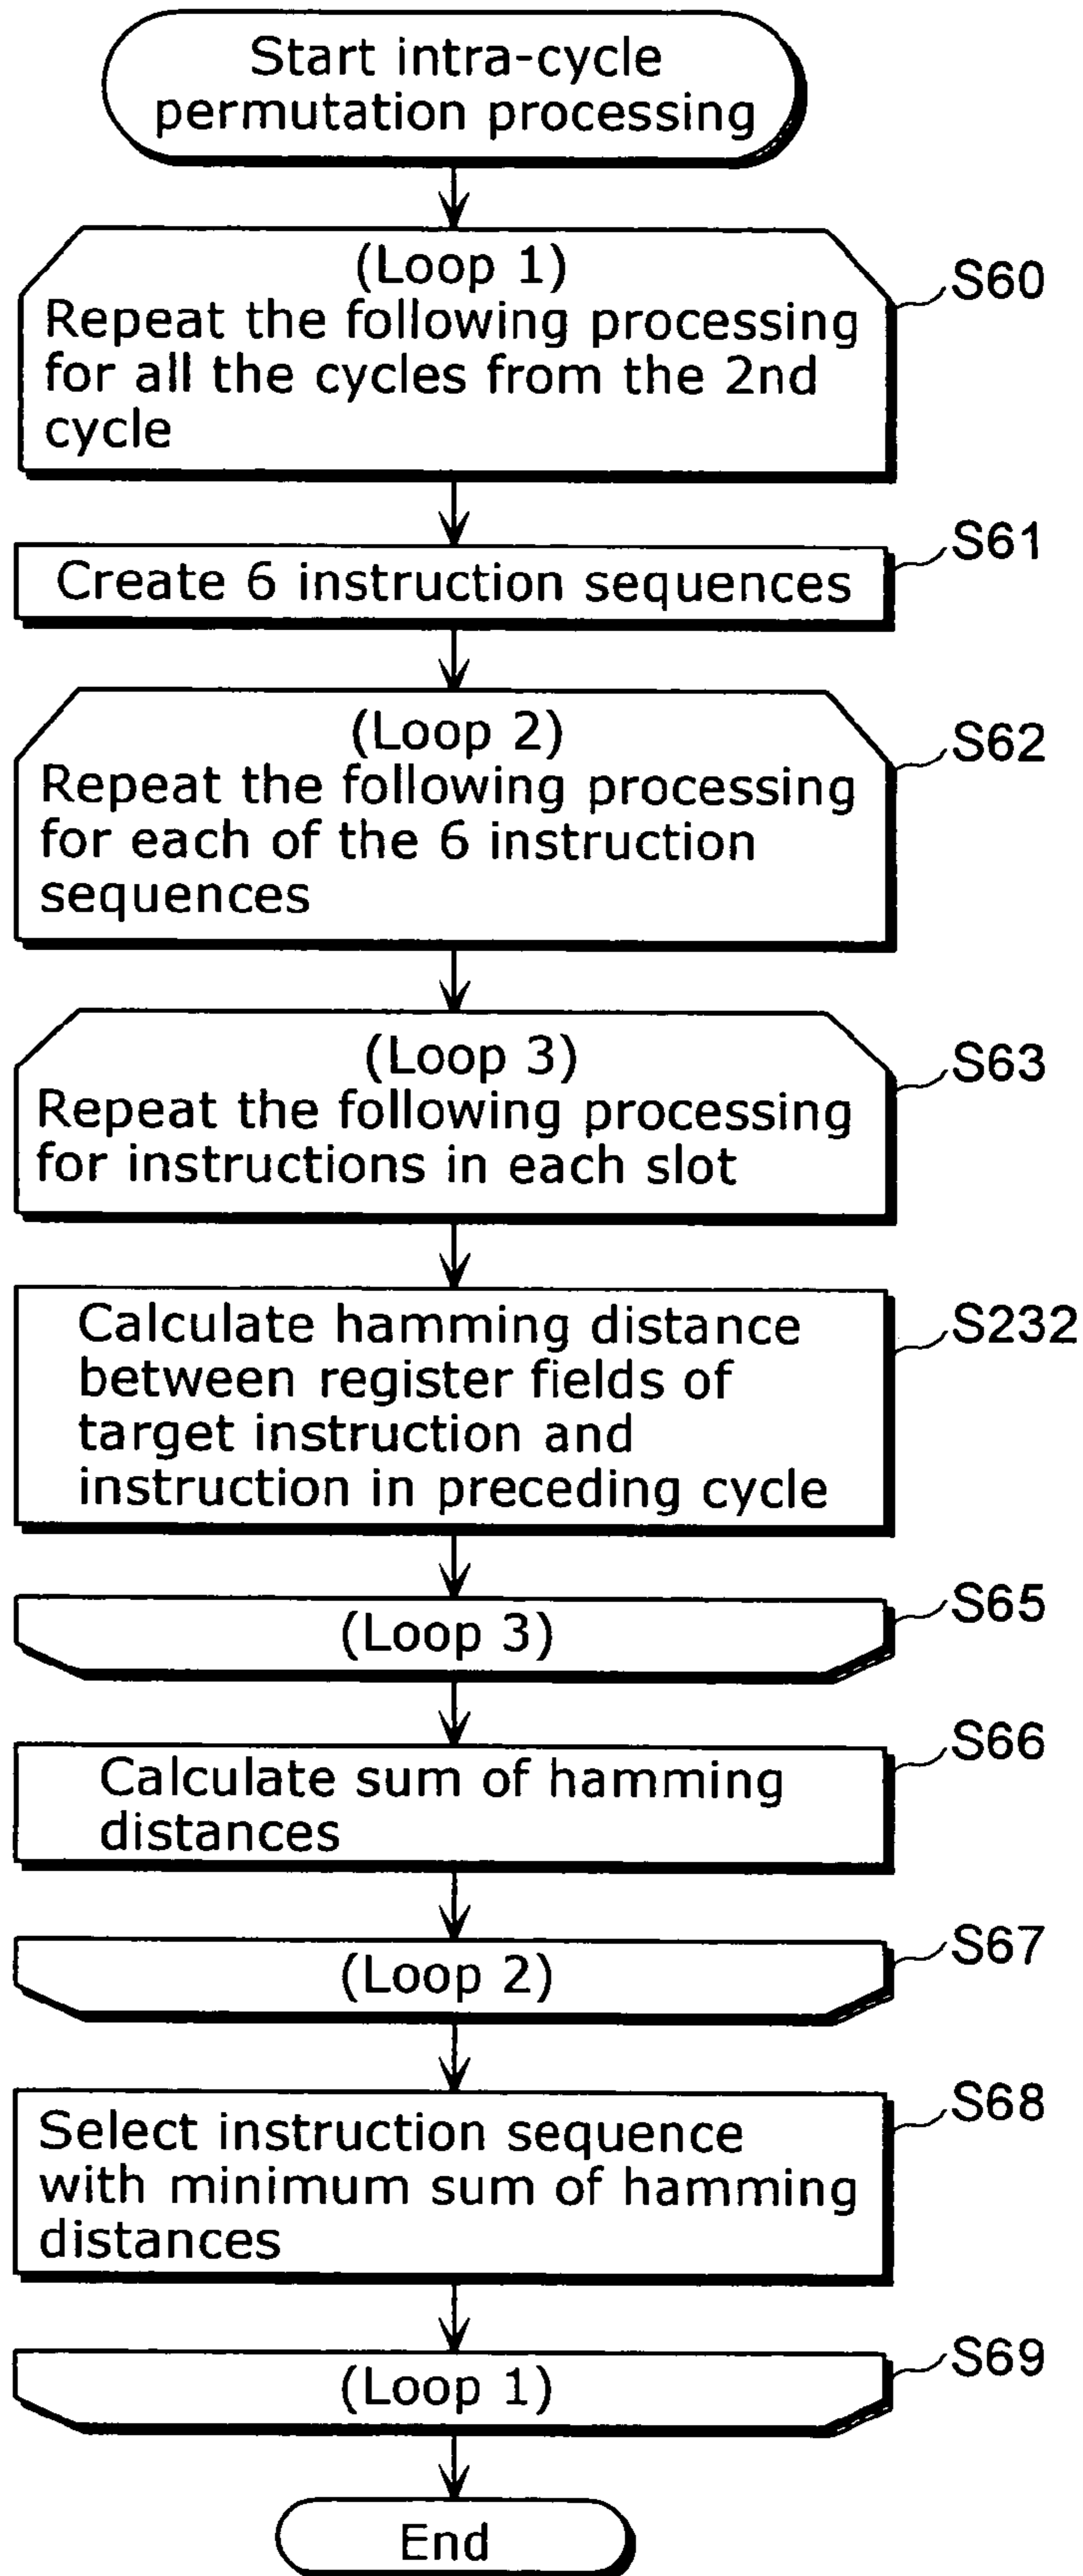 Start intra-cycle
permutation processing
(Loop 1)
Repeat the following processing
for all the cycles from the 2nd
cycle
S60
Create 6 instruction sequences
S61
(Loop 2)
Repeat the following processing
for each of the 6 instruction
sequences
S62
(Loop 3)
Repeat the following processing
for instructions in each slot
S63
Calculate hamming distance
between register fields of
target instruction and
instruction in preceding cycle
S232
(Loop 3)
S65
Calculate sum of hamming
distances
S66
(Loop 2)
S67
Select instruction sequence
with minimum sum of hamming
distances
S68
(Loop 1)
S69
End